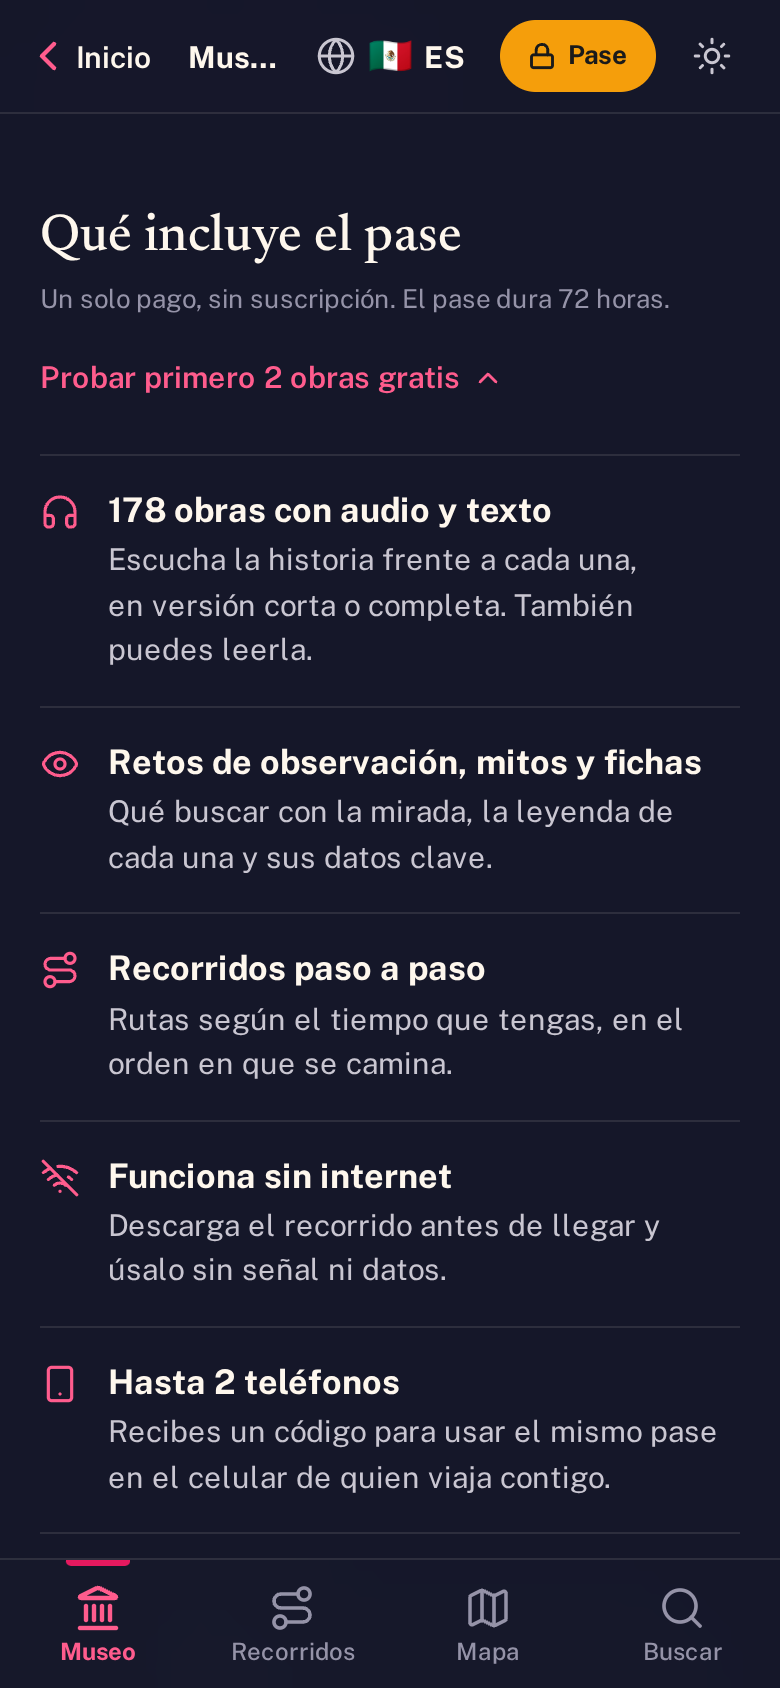 Inicio
Mus...
ES
Pase
Qué incluye el pase
Un solo pago, sin suscripción. El pase dura 72 horas.
Probar primero 2 obras gratis
178 obras con audio y texto
Escucha la historia frente a cada una,
en versión corta o completa. También
puedes leerla.
Retos de observación, mitos y fichas
Qué buscar con la mirada, la leyenda de
cada una y sus datos clave.
Recorridos paso a paso
Rutas según el tiempo que tengas, en el
orden en que se camina.
Funciona sin internet
Descarga el recorrido antes de llegar y
úsalo sin señal ni datos.
Hasta 2 teléfonos
Recibes un código para usar el mismo pase
en el celular de quien viaja contigo.
Museo
Recorridos
Mapa
Buscar